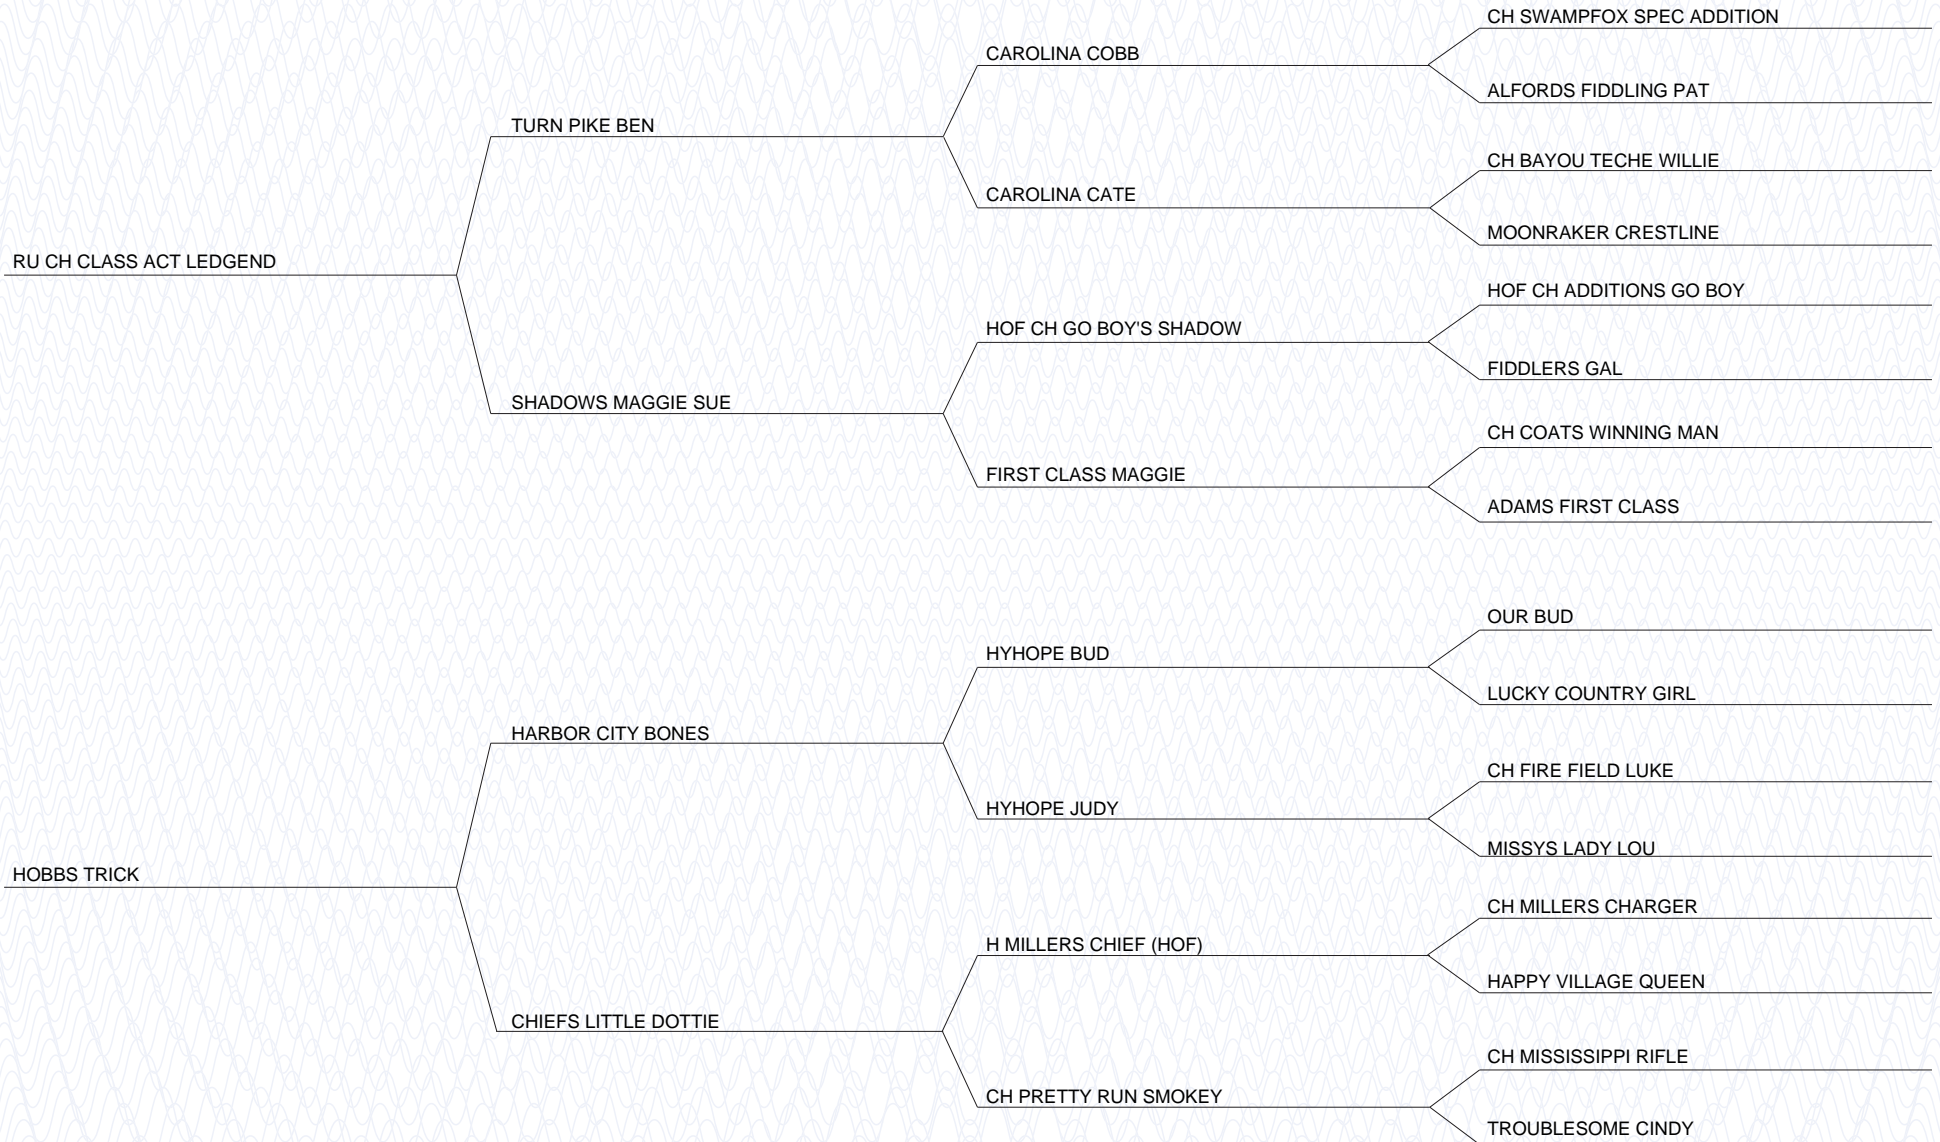 CH SWAMPFOX SPEC ADDITION
CAROLINA COBB
ALFORDS FIDDLING PAT
TURN PIKE BEN
CH BAYOU TECHE WILLIE
CAROLINA CATE
MOONRAKER CRESTLINE
RU CH CLASS ACT LEDGEND
HOF CH ADDITIONS GO BOY
HOF CH GO BOY'S SHADOW
FIDDLERS GAL
SHADOWS MAGGIE SUE
CH COATS WINNING MAN
FIRST CLASS MAGGIE
ADAMS FIRST CLASS
OUR BUD
HYHOPE BUD
LUCKY COUNTRY GIRL
HARBOR CITY BONES
CH FIRE FIELD LUKE
HYHOPE JUDY
MISSYS LADY LOU
HOBBS TRICK
CH MILLERS CHARGER
H MILLERS CHIEF (HOF)
HAPPY VILLAGE QUEEN
CHIEFS LITTLE DOTTIE
CH MISSISSIPPI RIFLE
CH PRETTY RUN SMOKEY
TROUBLESOME CINDY